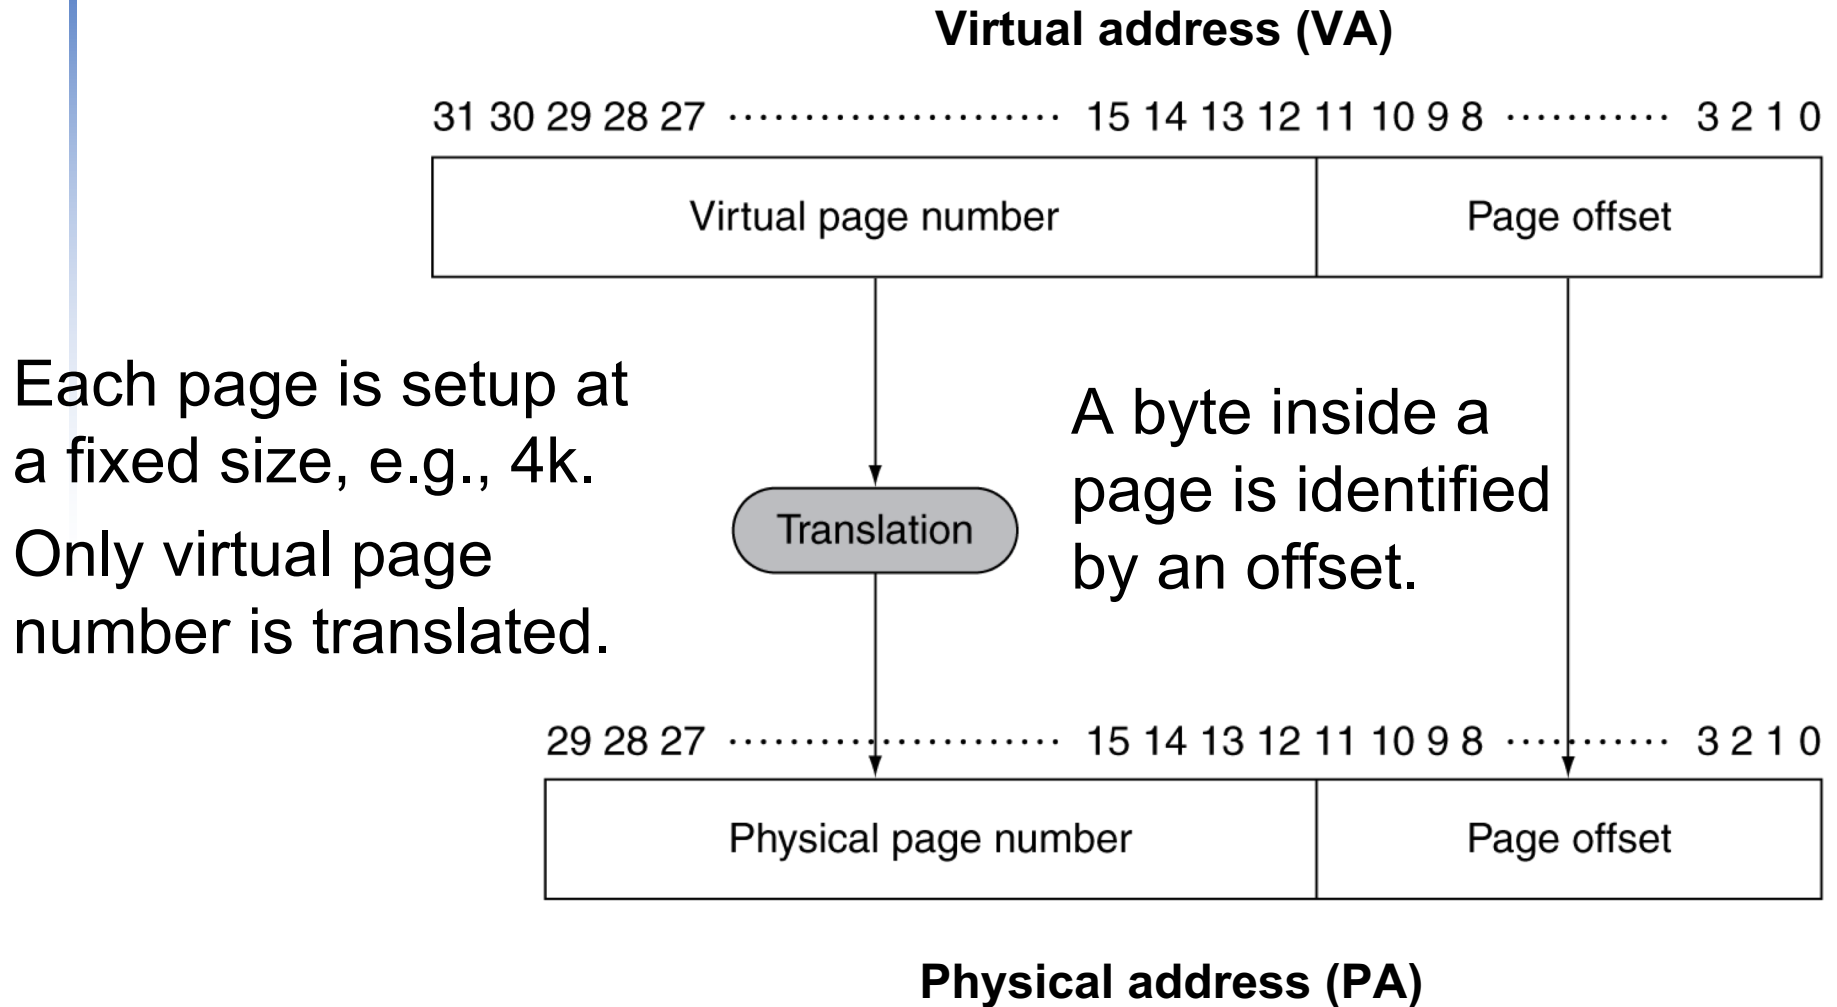 Virtual address (VA)
31 30 29 28 27 ...................... 15 14 13 12 11 10 9 8 ........... 3 2 1 0
Virtual page number
Page offset
Each page is setup at
a fixed size, e.g., 4k.
Only virtual page
number is translated.
Translation
A byte inside a
page is identified
by an offset.
29 28 27 ...................... 15 14 13 12 11 10 9 8 ........... 3 2 1 0
Physical page number
Page offset
Physical address (PA)